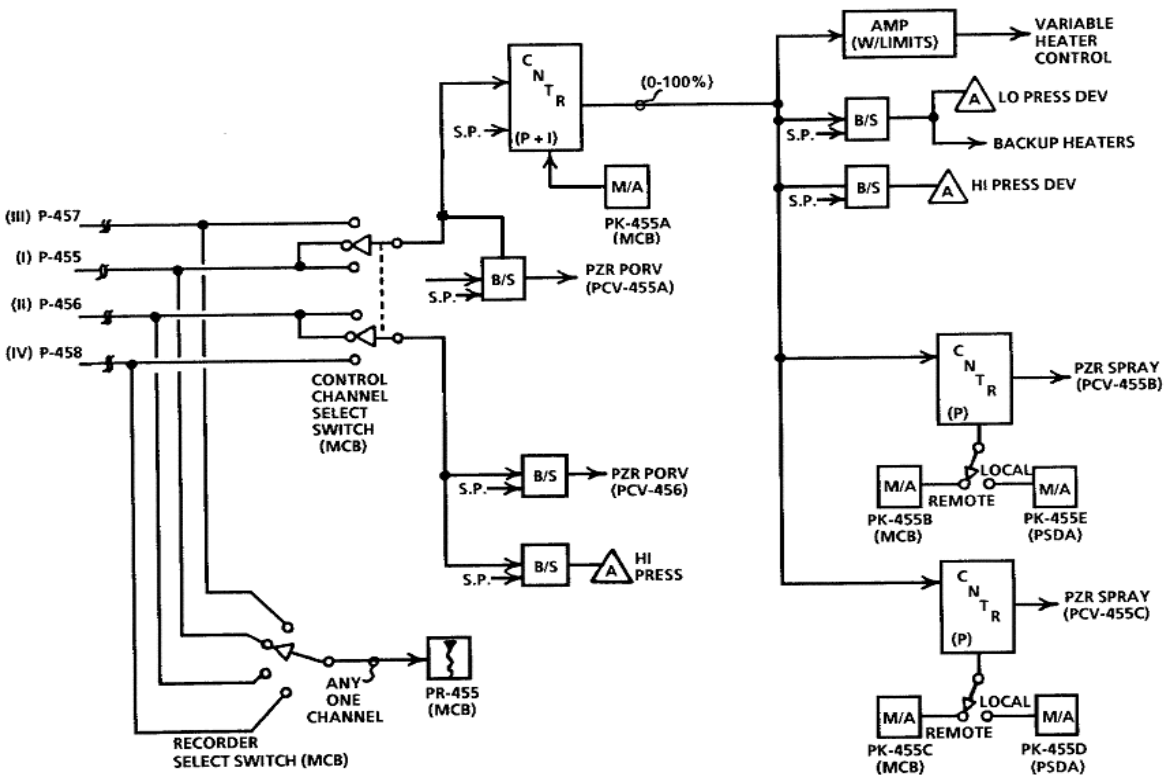 (III) P-457
(I) P-455
(II) P-456
(IV) P-458
CONTROL
CHANNEL
SELECT
SWITCH
(MCB)
C
N
T
R
(P + I)
S.P.
M/A
PK-455A
(MCB)
(0-100%)
B/S
S.P.
PZR PORV
(PCV-455A)
B/S
S.P.
PZR PORV
(PCV-456)
B/S
S.P.
A
HI
PRESS
ANY
ONE
CHANNEL
PR-455
(MCB)
RECORDER
SELECT SWITCH (MCB)
AMP
(W/LIMITS)
VARIABLE
HEATER
CONTROL
B/S
S.P.
A
LO PRESS DEV
BACKUP HEATERS
B/S
S.P.
A
HI PRESS DEV
C
N
T
R
(P)
PZR SPRAY
(PCV-455B)
LOCAL
REMOTE
M/A
PK-455B
(MCB)
M/A
PK-455E
(PSDA)
C
N
T
R
(P)
PZR SPRAY
(PCV-455C)
LOCAL
REMOTE
M/A
PK-455C
(MCB)
M/A
PK-455D
(PSDA)